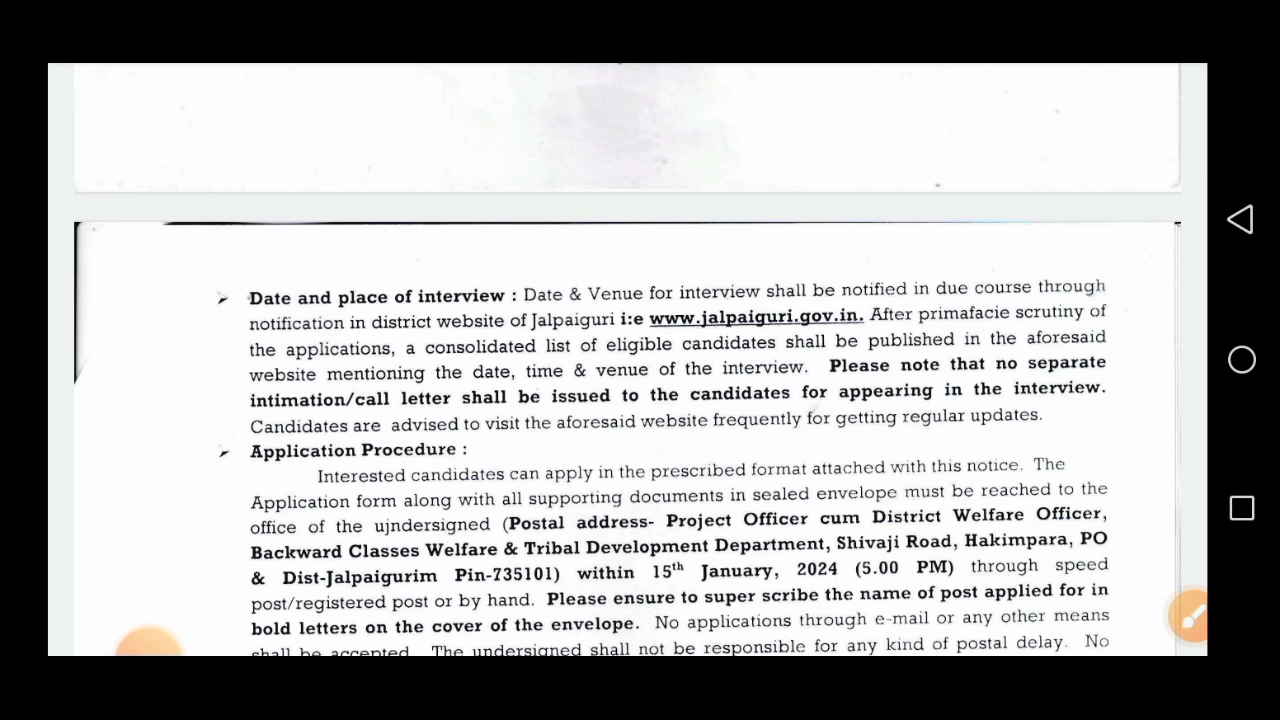 ➢ Date and place of interview : Date & Venue for interview shall be notified in due course through
notification in district website of Jalpaiguri i:e www.jalpaiguri.gov.in. After primafacie scrutiny of
the applications, a consolidated list of eligible candidates shall be published in the aforesaid
website mentioning the date, time & venue of the interview. Please note that no separate
intimation/call letter shall be issued to the candidates for appearing in the interview.
Candidates are advised to visit the aforesaid website frequently for getting regular updates.
➢ Application Procedure :
Interested candidates can apply in the prescribed format attached with this notice. The
Application form along with all supporting documents in sealed envelope must be reached to the
office of the ujndersigned (Postal address- Project Officer cum District Welfare Officer,
Backward Classes Welfare & Tribal Development Department, Shivaji Road, Hakimpara, PO
& Dist-Jalpaigurim Pin-735101) within 15th January, 2024 (5.00 PM) through speed
post/registered post or by hand. Please ensure to super scribe the name of post applied for in
bold letters on the cover of the envelope. No applications through e-mail or any other means
shall be accepted. The undersigned shall not be responsible for any kind of postal delay. No